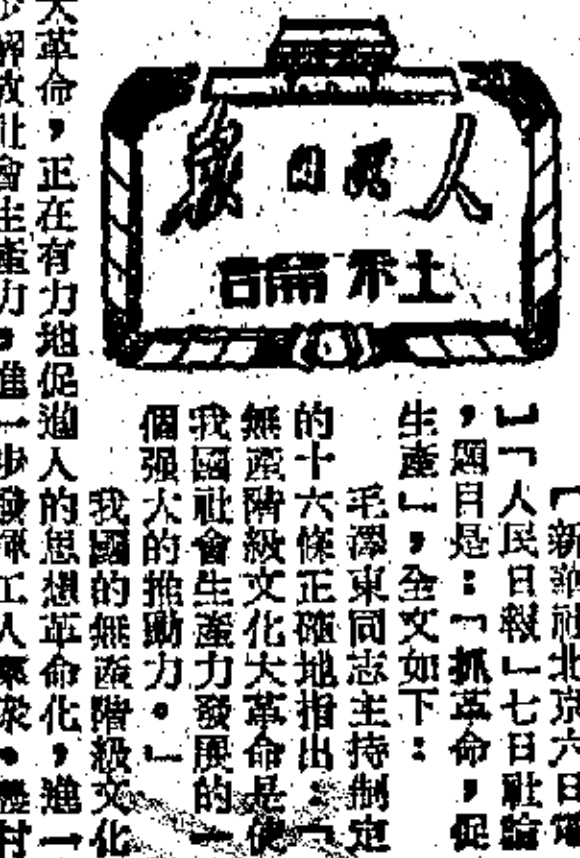 人民日報
社論
【新華社北京六日電
】「人民日報」七日社論
，題目是：「抓革命，促
生產」，全文如下：
毛澤東同志主持制定
的十六條正確地指出：「
無產階級文化大革命是使
我國社會生產力發展的一
個强大的推動力。」
我國的無產階級文化
大革命，正在有力地促進人的思想革命化，進一
步解放社會生產力，進一步發揮工人羣衆、農村